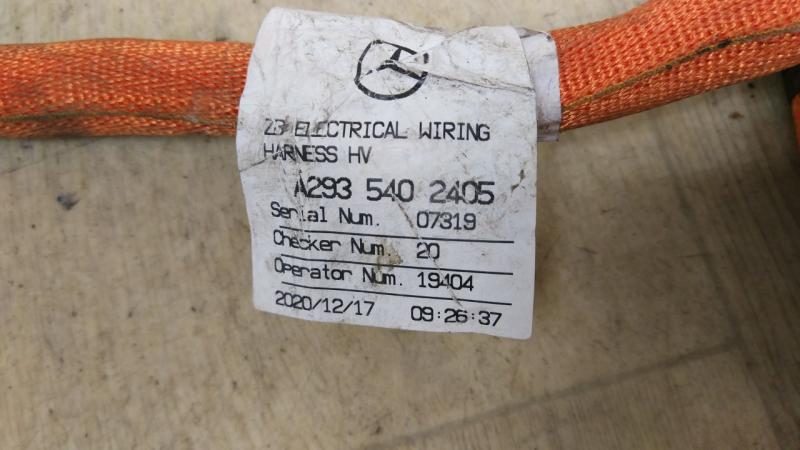 ZB ELECTRICAL WIRING
HARNESS HV
A293 540 2405
Serial Num. 07319
Checker Num. 20
Operator Num. 19404
2020/12/17 09:26:37